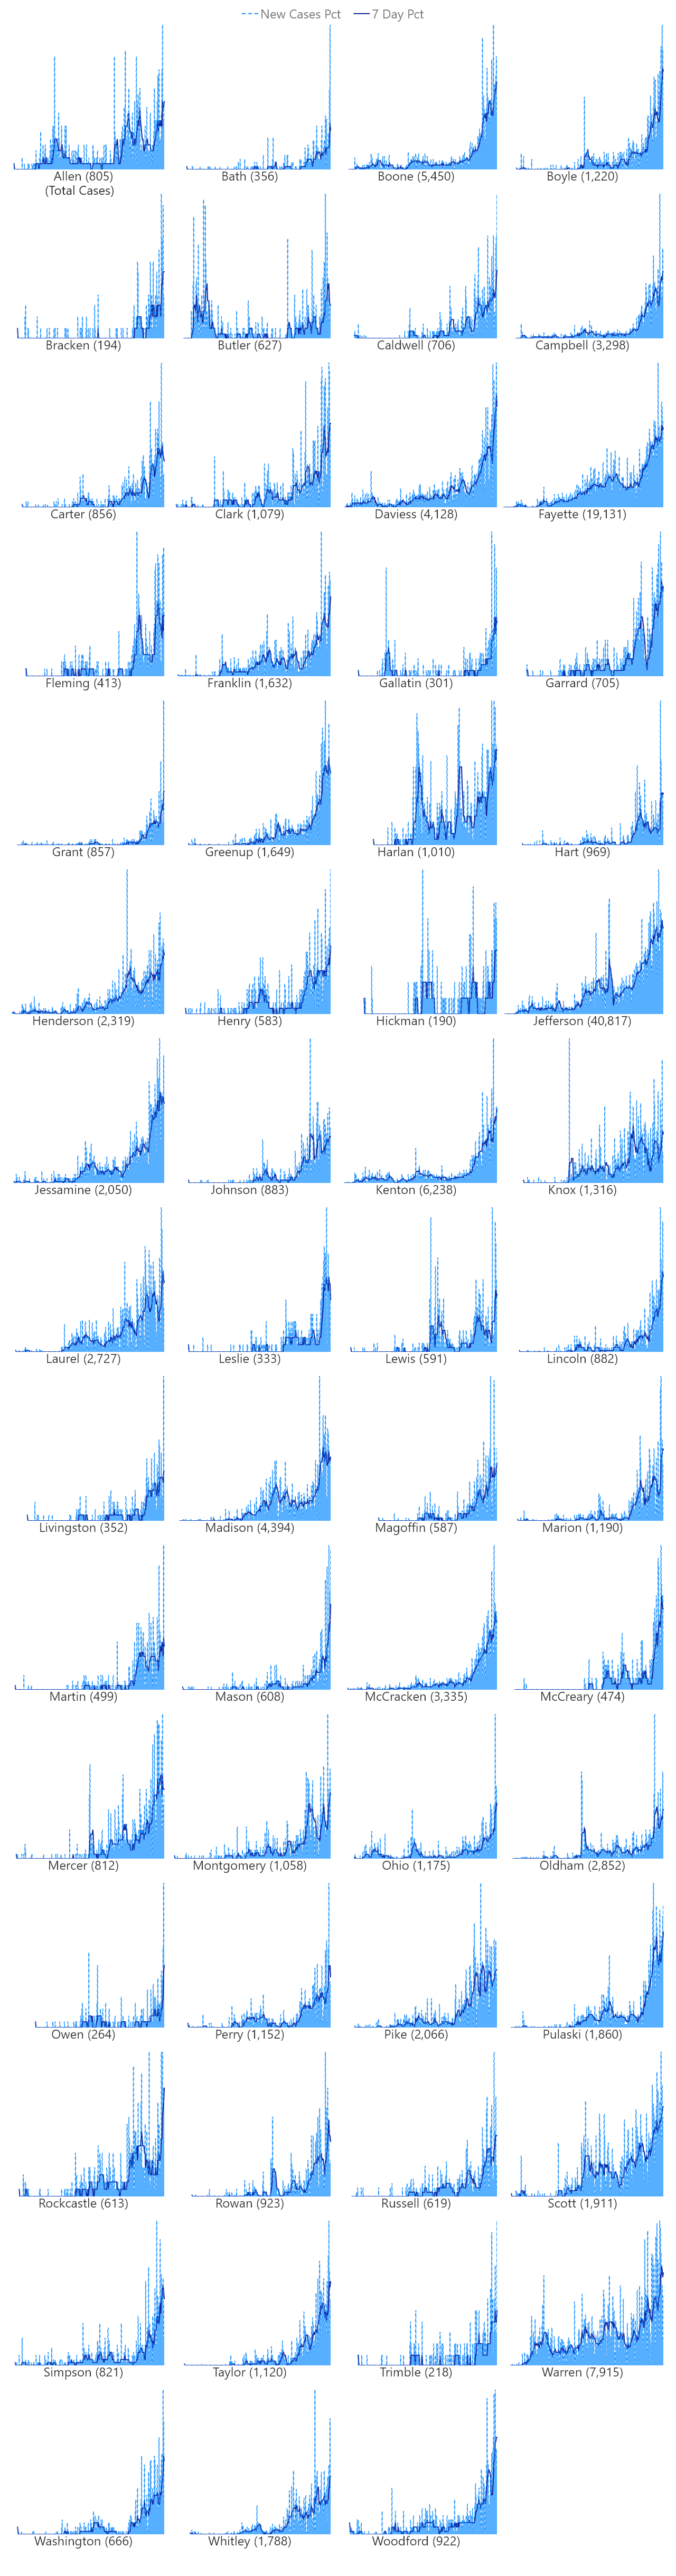 New Cases Pct 7 Day Pct
Allen (805) Bath (356) Boone (5,450) Boyle (1,220)
(Total Cases)
Bracken (194) Butler (627) Caldwell (706) Campbell (3,298)
Carter (856) Clark (1,079) Daviess (4,128) Fayette (19,131)
Fleming (413) Franklin (1,632) Gallatin (301) Garrard (705)
Grant (857) Greenup (1,649) Harlan (1,010) Hart (969)
Henderson (2,319) Henry (583) Hickman (190) Jefferson (40,817)
Jessamine (2,050) Johnson (883) Kenton (6,238) Knox (1,316)
Laurel (2,727) Leslie (333) Lewis (591) Lincoln (882)
Livingston (352) Madison (4,394) Magoffin (587) Marion (1,190)
Martin (499) Mason (608) McCracken (3,335) McCreary (474)
Mercer (812) Montgomery (1,058) Ohio (1,175) Oldham (2,852)
Owen (264) Perry (1,152) Pike (2,066) Pulaski (1,860)
Rockcastle (613) Rowan (923) Russell (619) Scott (1,911)
Simpson (821) Taylor (1,120) Trimble (218) Warren (7,915)
Washington (666) Whitley (1,788) Woodford (922)